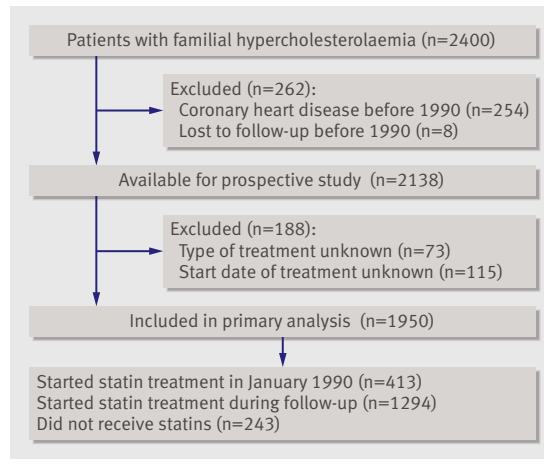 Patients with familial hypercholesterolaemia (n=2400)
Excluded (n=262):
Coronary heart disease before 1990 (n=254)
Lost to follow-up before 1990 (n=8)
Available for prospective study (n=2138)
Excluded (n=188):
Type of treatment unknown (n=73)
Start date of treatment unknown (n=115)
Included in primary analysis (n=1950)
Started statin treatment in January 1990 (n=413)
Started statin treatment during follow-up (n=1294)
Did not receive statins (n=243)